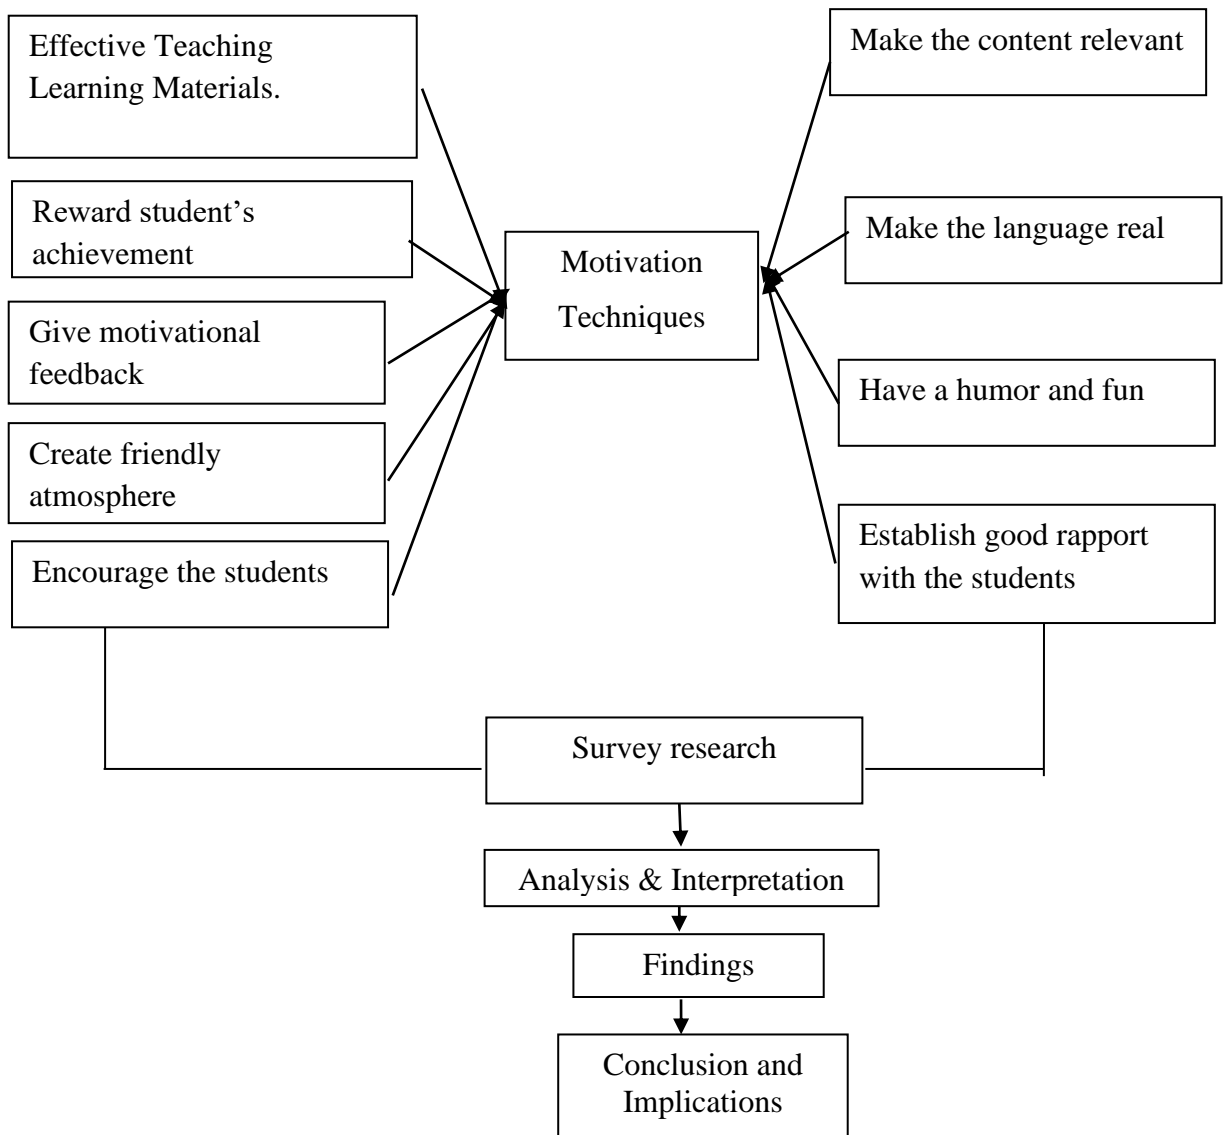 Effective Teaching
Learning Materials.
Reward student’s
achievement
Give motivational
feedback
Create friendly
atmosphere
Encourage the students
Motivation
Techniques
Make the content relevant
Make the language real
Have a humor and fun
Establish good rapport
with the students
Survey research
Analysis & Interpretation
Findings
Conclusion and
Implications